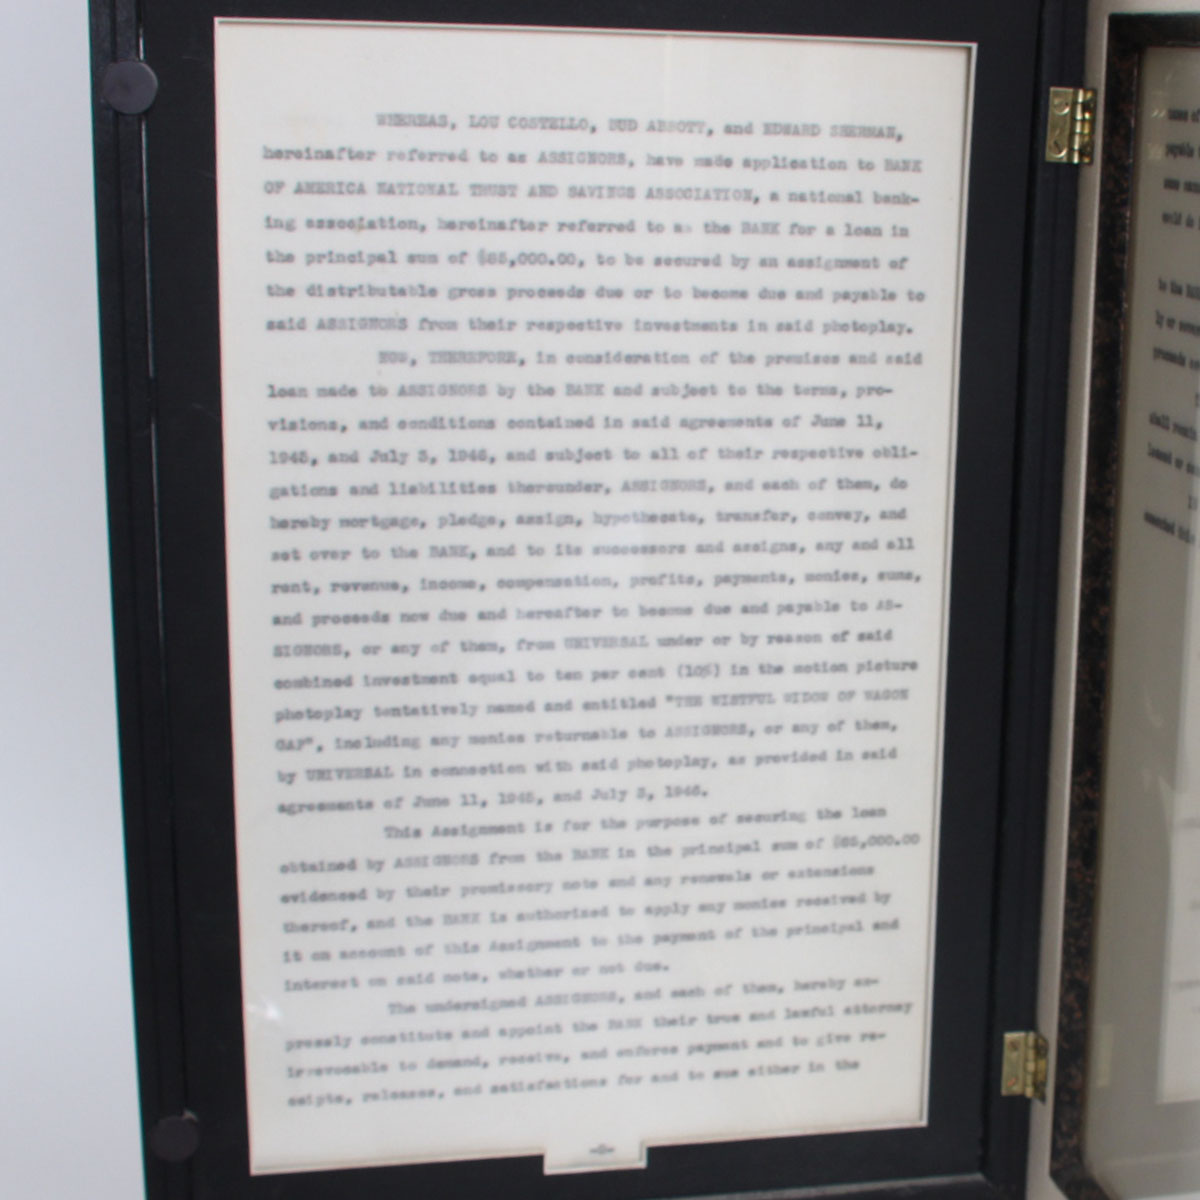 WHEREAS, LOU COSTELLO, BUD ABBOTT, and EDWARD SHERMAN,
hereinafter referred to as ASSIGNORS, have made application to BANK
OF AMERICA NATIONAL TRUST AND SAVINGS ASSOCIATION, a national bank-
ing association, hereinafter referred to as the BANK for a loan in
the principal sum of $85,000.00, to be secured by an assignment of
the distributable gross proceeds due or to become due and payable to
said ASSIGNORS from their respective investments in said photoplay.
NOW, THEREFORE, in consideration of the premises and said
loan made to ASSIGNORS by the BANK and subject to the terms, pro-
visions, and conditions contained in said agreements of June 11,
1945, and July 3, 1946, and subject to all of their respective obli-
gations and liabilities thereunder, ASSIGNORS, and each of them, do
hereby mortgage, pledge, assign, hypothecate, transfer, convey, and
set over to the BANK, and to its successors and assigns, any and all
rent, revenue, income, compensation, profits, payments, monies, sums,
and proceeds now due and hereafter to become due and payable to AS-
SIGNORS, or any of them, from UNIVERSAL under or by reason of said
combined investment equal to ten per cent (10%) in the motion picture
photoplay tentatively named and entitled "THE WISTFUL WIDOW OF WAGON
GAP", including any monies returnable to ASSIGNORS, or any of them,
by UNIVERSAL in connection with said photoplay, as provided in said
agreements of June 11, 1945, and July 3, 1946.
This Assignment is for the purpose of securing the loan
obtained by ASSIGNORS from the BANK in the principal sum of $85,000.00
evidenced by their promissory note and any renewals or extensions
thereof, and the BANK is authorized to apply any monies received by
it on account of this Assignment to the payment of the principal and
interest on said note, whether or not due.
The undersigned ASSIGNORS, and each of them, hereby ex-
pressly constitute and appoint the BANK their true and lawful attorney
irrevocable to demand, receive, and enforce payment and to give re-
ceipts, releases, and satisfactions for and to sue either in the